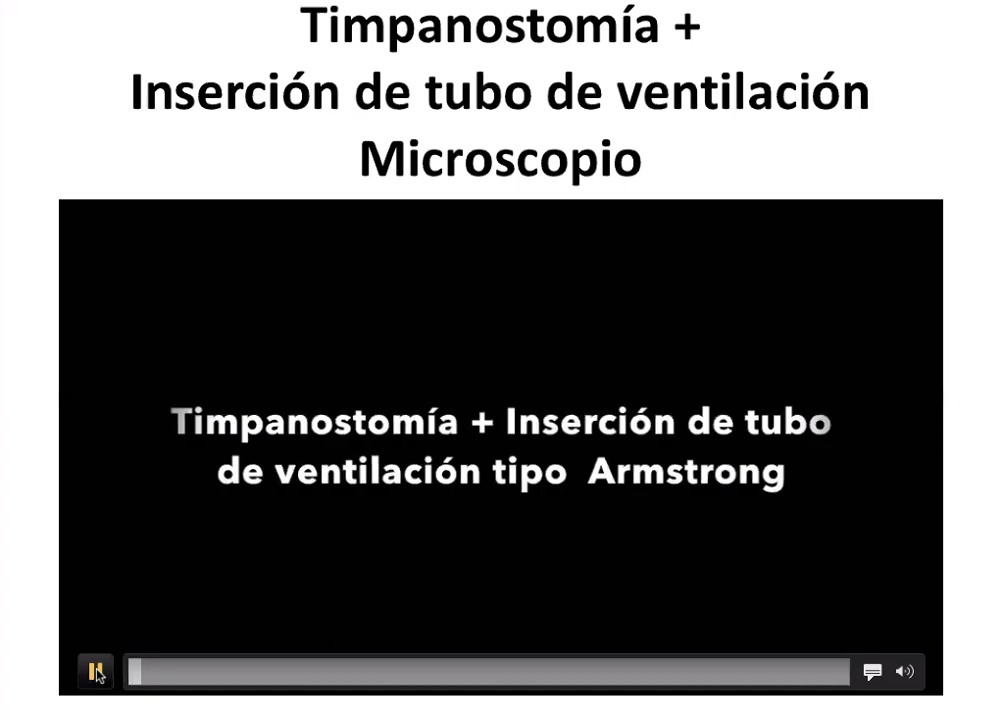 Timpanostomía +
Inserción de tubo de ventilación
Microscopio
Timpanostomía + Inserción de tubo
de ventilación tipo Armstrong